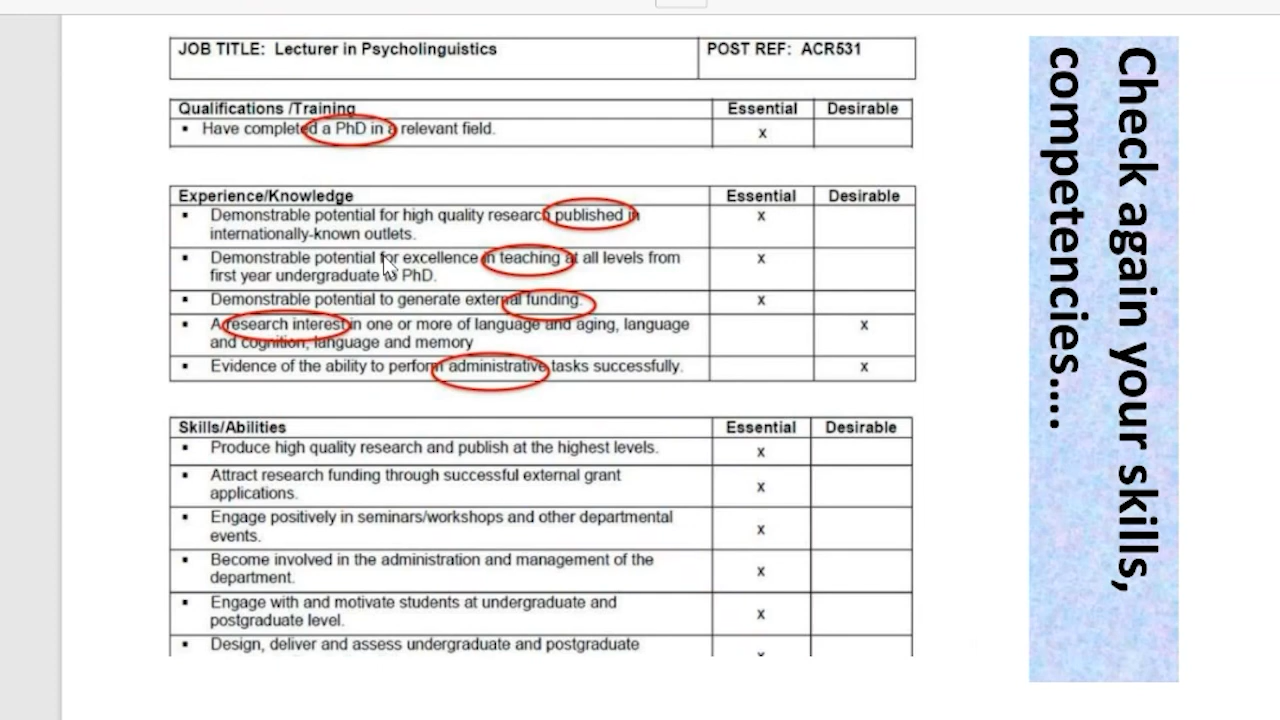 JOB TITLE: Lecturer in Psycholinguistics POST REF: ACR531
Qualifications /Training Essential Desirable
▪ Have completed a PhD in a relevant field. x
Experience/Knowledge Essential Desirable
▪ Demonstrable potential for high quality research published in x
internationally-known outlets.
▪ Demonstrable potential for excellence in teaching at all levels from x
first year undergraduate to PhD.
▪ Demonstrable potential to generate external funding. x
▪ A research interest in one or more of language and aging, language x
and cognition, language and memory
▪ Evidence of the ability to perform administrative tasks successfully. x
Skills/Abilities Essential Desirable
▪ Produce high quality research and publish at the highest levels. x
▪ Attract research funding through successful external grant x
applications.
▪ Engage positively in seminars/workshops and other departmental x
events.
▪ Become involved in the administration and management of the x
department.
▪ Engage with and motivate students at undergraduate and x
postgraduate level.
▪ Design, deliver and assess undergraduate and postgraduate
Check again your skills,
competencies....